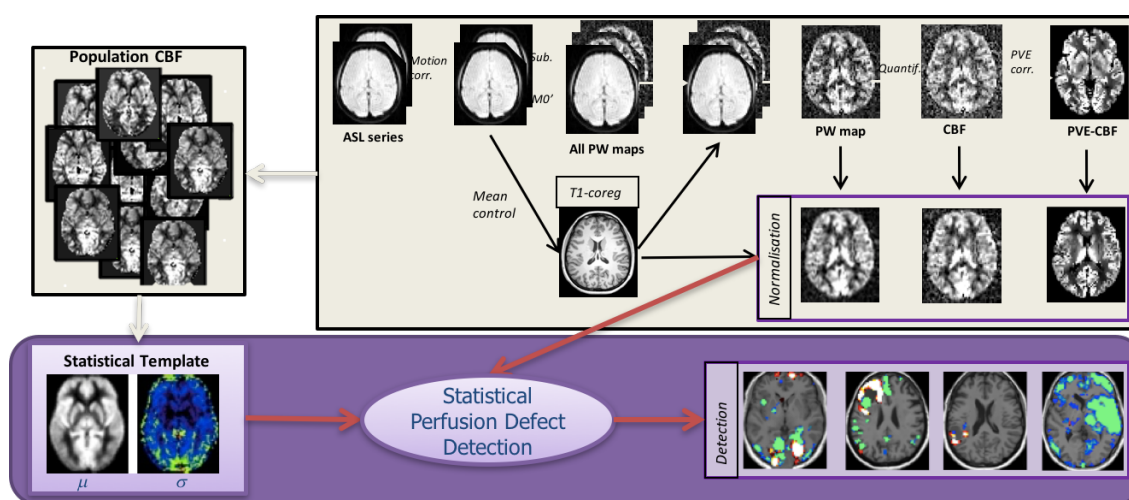 Population CBF
Motion
corr.
Sub.
M0'
Quantif.
PVE
corr.
ASL series
All PW maps
PW map
CBF
PVE-CBF
Mean
control
T1-coreg
Normalisation
Statistical Template
μ
σ
Statistical
Perfusion Defect
Detection
Detection